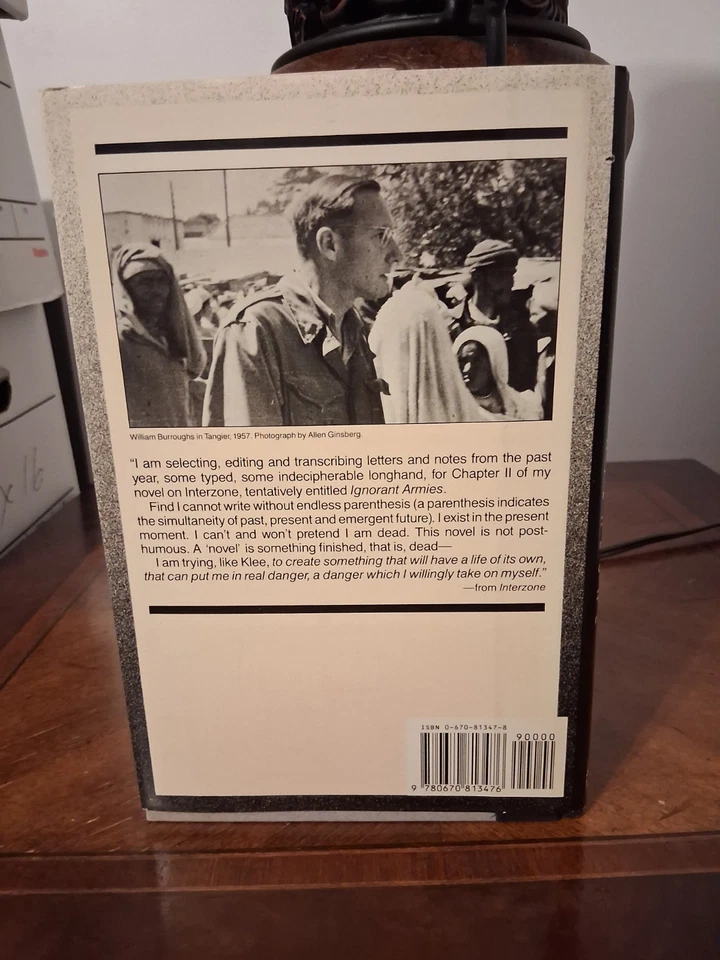 William Burroughs in Tangier, 1957. Photograph by Allen Ginsberg.
“I am selecting, editing and transcribing letters and notes from the past
year, some typed, some indecipherable longhand, for Chapter II of my
novel on Interzone, tentatively entitled Ignorant Armies.
Find I cannot write without endless parenthesis (a parenthesis indicates
the simultaneity of past, present and emergent future). I exist in the present
moment. I can’t and won’t pretend I am dead. This novel is not post-
humous. A ‘novel’ is something finished, that is, dead—
I am trying, like Klee, to create something that will have a life of its own,
that can put me in real danger, a danger which I willingly take on myself.”
—from Interzone
ISBN 0-670-81347-8
90000
9 780670 813476
x 16